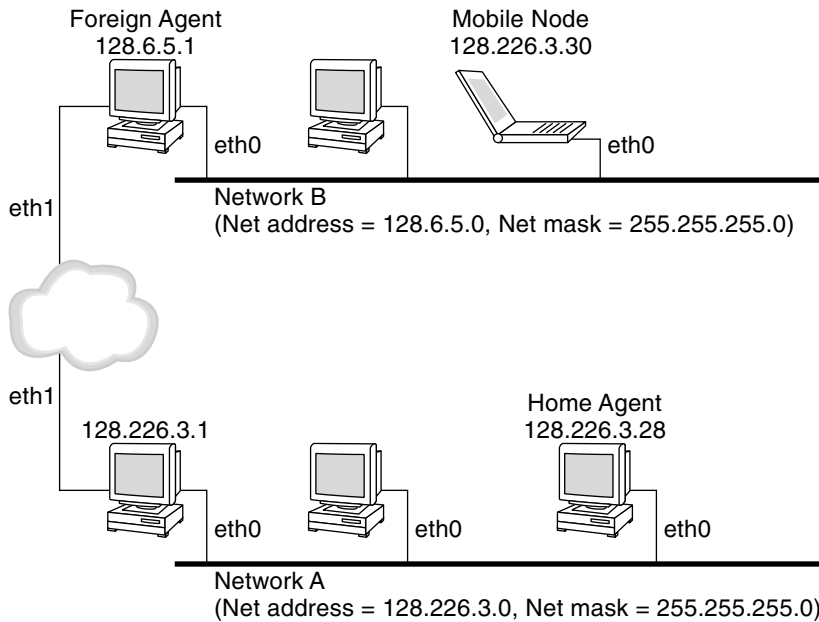 Foreign Agent
128.6.5.1
Mobile Node
128.226.3.30
eth0
eth0
Network B
(Net address = 128.6.5.0, Net mask = 255.255.255.0)
eth1
eth1
128.226.3.1
Home Agent
128.226.3.28
eth0
eth0
eth0
Network A
(Net address = 128.226.3.0, Net mask = 255.255.255.0)